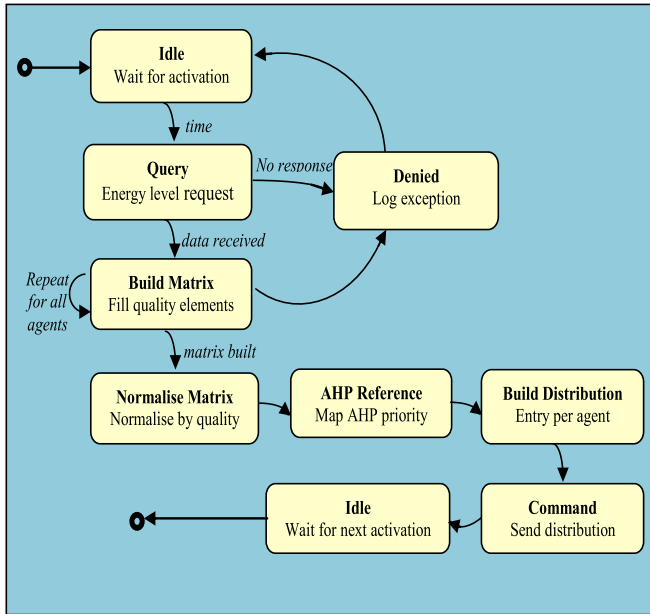 Idle
Wait for activation
time
No response
Query
Energy level request
Denied
Log exception
data received
Repeat
for all
agents
Build Matrix
Fill quality elements
matrix built
Normalise Matrix
Normalise by quality
AHP Reference
Map AHP priority
Build Distribution
Entry per agent
Idle
Wait for next activation
Command
Send distribution